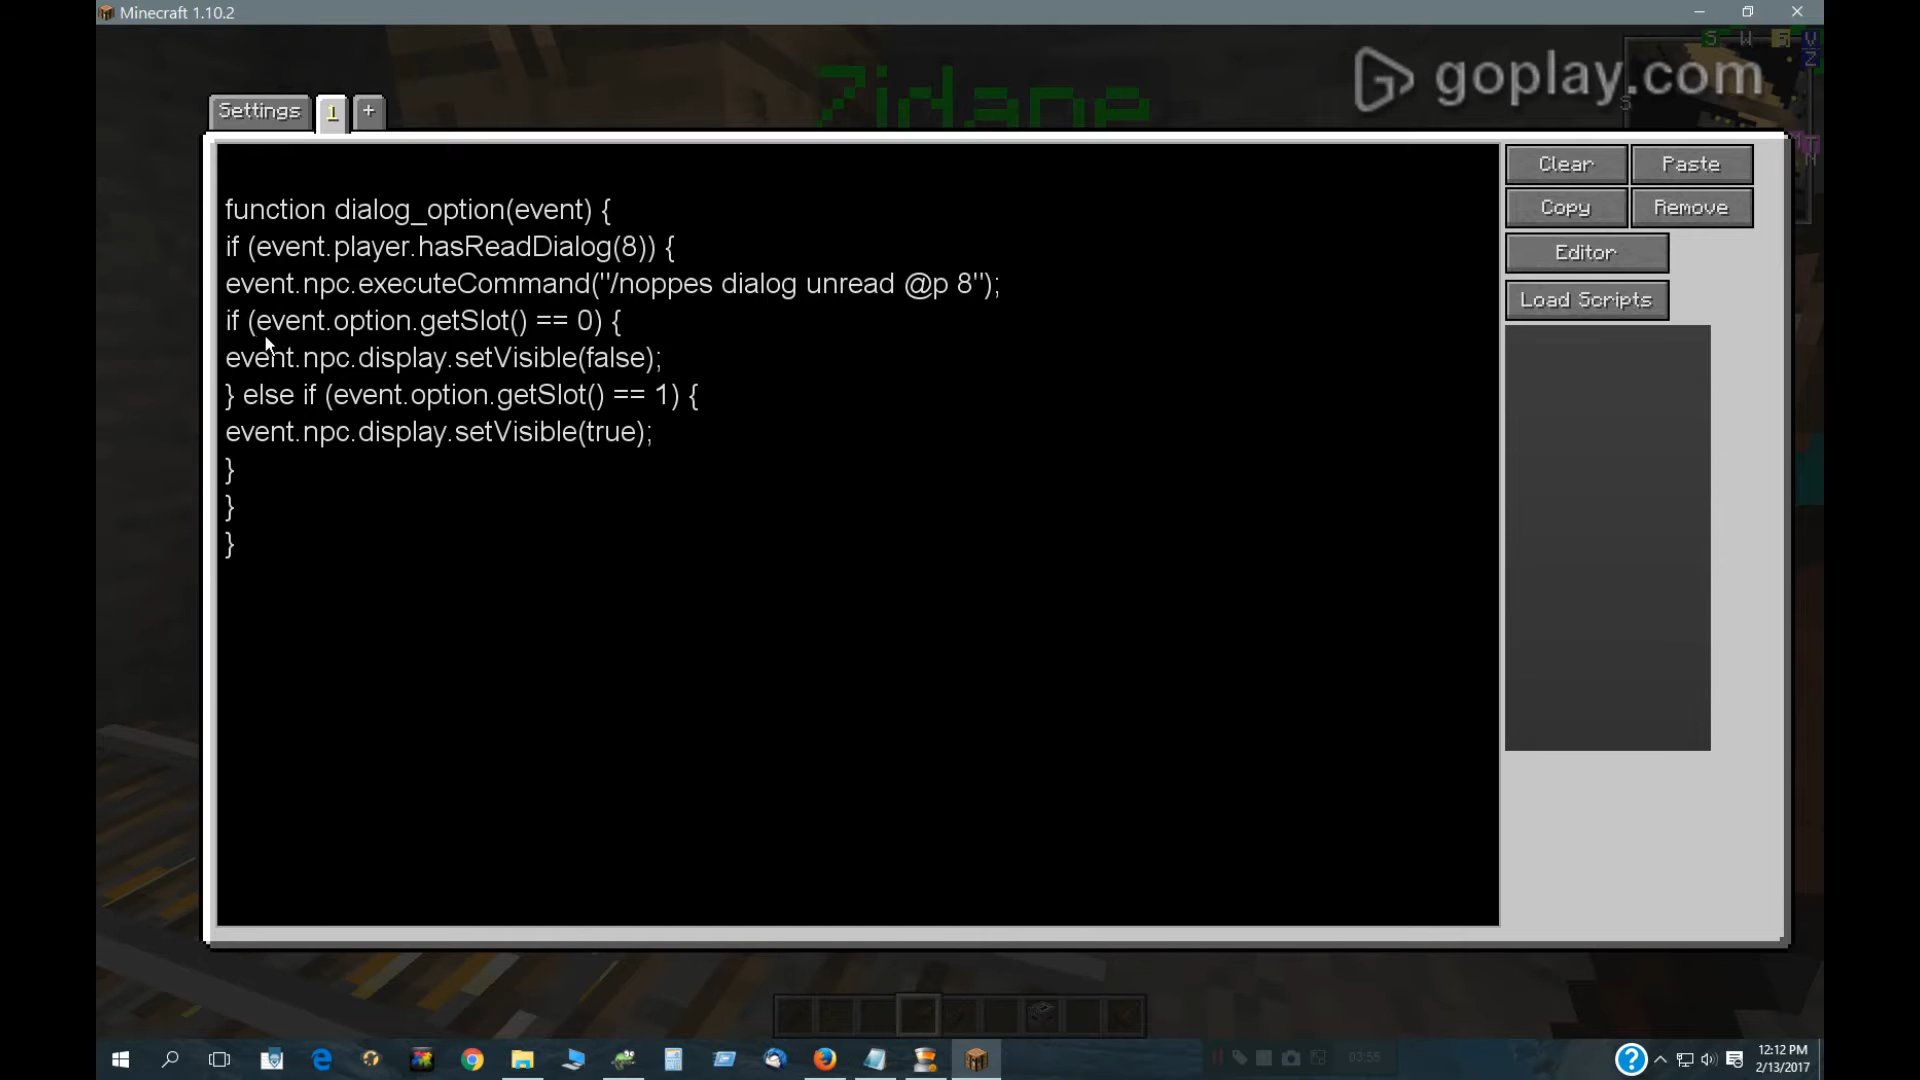 Minecraft 1.10.2
Zidane
goplay.com
Settings
1
+
Clear
Paste
Copy
Remove
Editor
Load Scripts
function dialog_option(event) {
if (event.player.hasReadDialog(8)) {
event.npc.executeCommand("/noppes dialog unread @p 8");
if (event.option.getSlot() == 0) {
event.npc.display.setVisible(false);
} else if (event.option.getSlot() == 1) {
event.npc.display.setVisible(true);
}
}
}
03:55
12:12 PM
2/13/2017